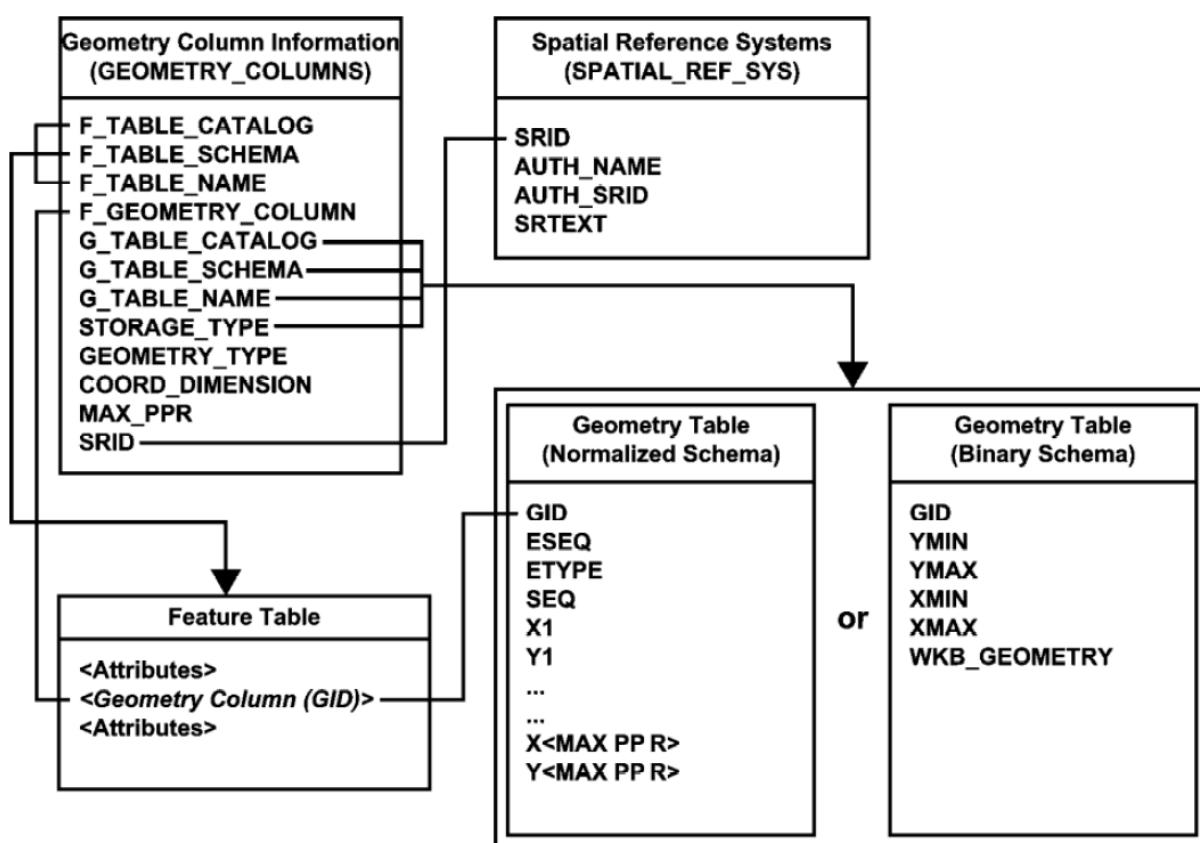 Geometry Column Information
(GEOMETRY_COLUMNS)
F_TABLE_CATALOG
F_TABLE_SCHEMA
F_TABLE_NAME
F_GEOMETRY_COLUMN
G_TABLE_CATALOG
G_TABLE_SCHEMA
G_TABLE_NAME
STORAGE_TYPE
GEOMETRY_TYPE
COORD_DIMENSION
MAX_PPR
SRID
Spatial Reference Systems
(SPATIAL_REF_SYS)
SRID
AUTH_NAME
AUTH_SRID
SRTEXT
Feature Table
<Attributes>
<Geometry Column (GID)>
<Attributes>
Geometry Table
(Normalized Schema)
GID
ESEQ
ETYPE
SEQ
X1
Y1
...
...
X<MAX PP R>
Y<MAX PP R>
or
Geometry Table
(Binary Schema)
GID
YMIN
YMAX
XMIN
XMAX
WKB_GEOMETRY